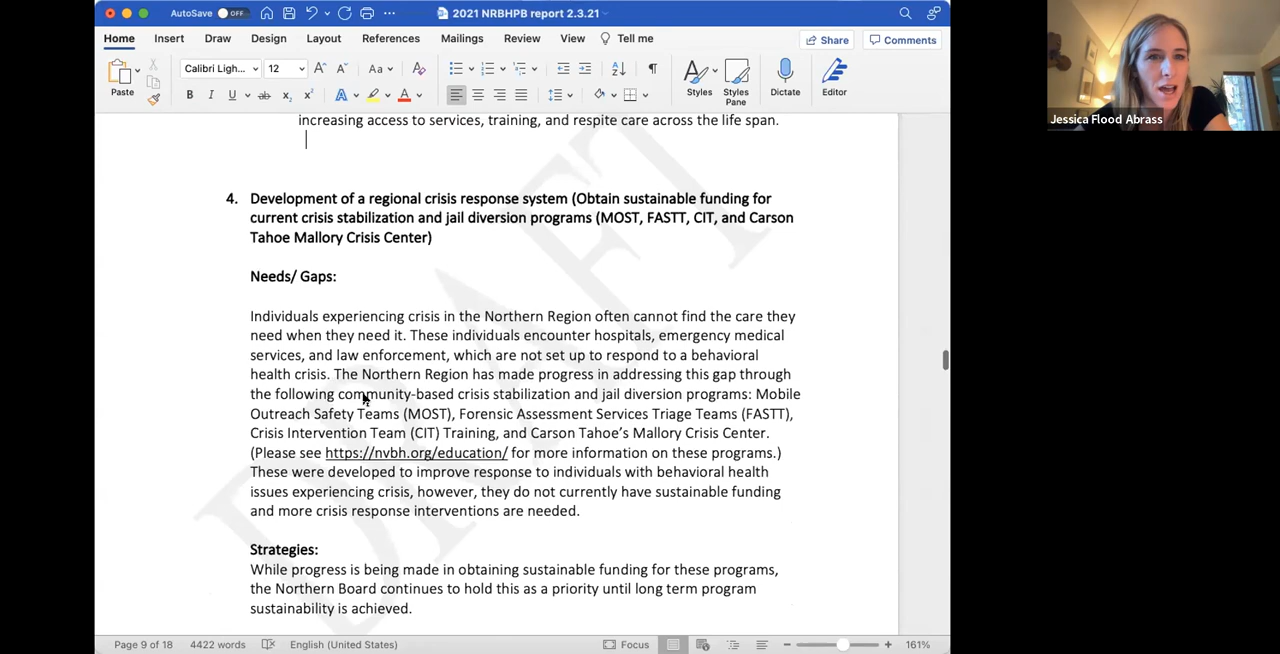 AutoSave OFF
2021 NRBHPB report 2.3.21
Home Insert Draw Design Layout References Mailings Review View Tell me Share Comments
Calibri Ligh... 12
Paste Styles Styles Pane Dictate Editor
increasing access to services, training, and respite care across the life span.
4. Development of a regional crisis response system (Obtain sustainable funding for
current crisis stabilization and jail diversion programs (MOST, FASTT, CIT, and Carson
Tahoe Mallory Crisis Center)
Needs/ Gaps:
Individuals experiencing crisis in the Northern Region often cannot find the care they
need when they need it. These individuals encounter hospitals, emergency medical
services, and law enforcement, which are not set up to respond to a behavioral
health crisis. The Northern Region has made progress in addressing this gap through
the following community-based crisis stabilization and jail diversion programs: Mobile
Outreach Safety Teams (MOST), Forensic Assessment Services Triage Teams (FASTT),
Crisis Intervention Team (CIT) Training, and Carson Tahoe’s Mallory Crisis Center.
(Please see https://nvbh.org/education/ for more information on these programs.)
These were developed to improve response to individuals with behavioral health
issues experiencing crisis, however, they do not currently have sustainable funding
and more crisis response interventions are needed.
Strategies:
While progress is being made in obtaining sustainable funding for these programs,
the Northern Board continues to hold this as a priority until long term program
sustainability is achieved.
DRAFT
Page 9 of 18 4422 words English (United States) Focus 161%
Jessica Flood Abrass